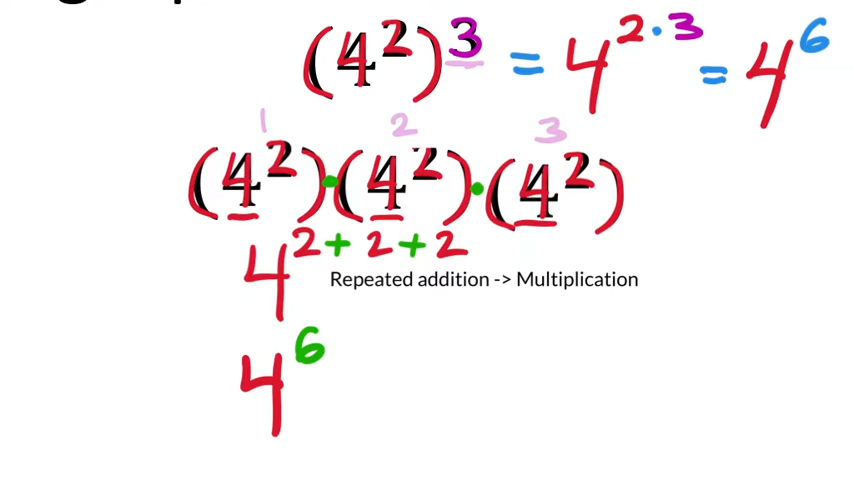 (4²)³ = 4²·³ = 4⁶
1 2 3
(4²)·(4²)·(4²)
4²⁺²⁺²
Repeated addition -> Multiplication
4⁶